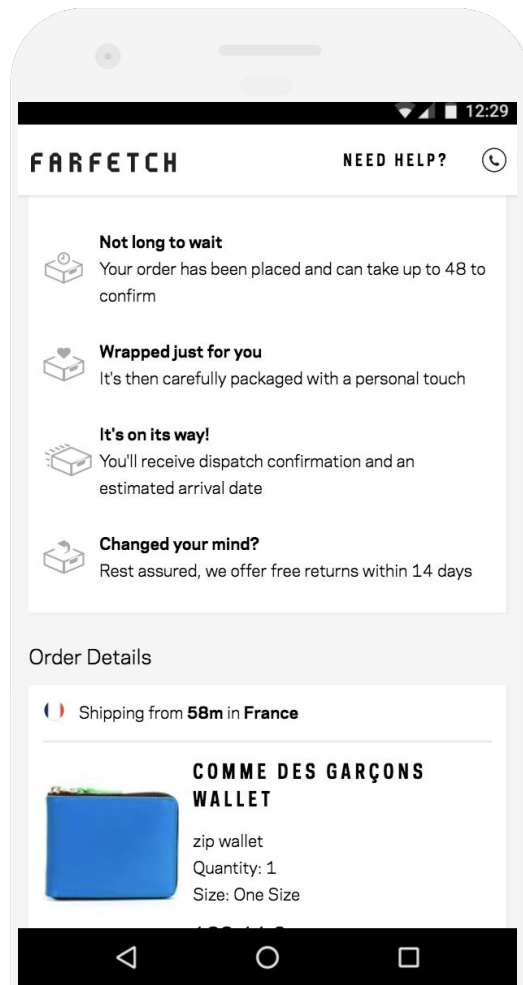 12:29
FARFETCH
NEED HELP?
Not long to wait
Your order has been placed and can take up to 48 to
confirm
Wrapped just for you
It's then carefully packaged with a personal touch
It's on its way!
You'll receive dispatch confirmation and an
estimated arrival date
Changed your mind?
Rest assured, we offer free returns within 14 days
Order Details
Shipping from 58m in France
COMME DES GARÇONS
WALLET
zip wallet
Quantity: 1
Size: One Size